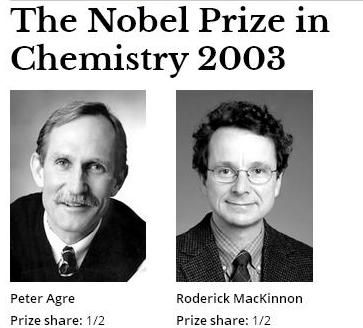 The Nobel Prize in
Chemistry 2003
Peter Agre
Roderick MacKinnon
Prize share: 1/2
Prize share: 1/2